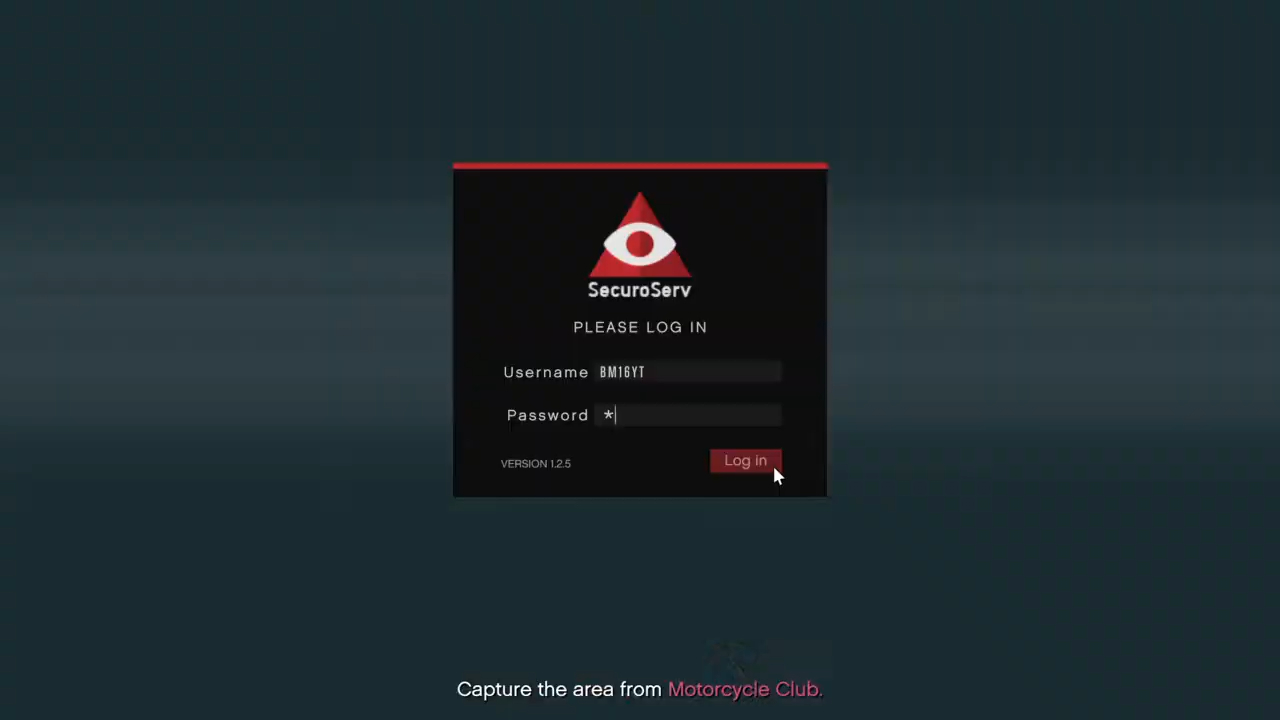 SecuroServ
PLEASE LOG IN
Username BM16YT
Password *
VERSION 1.2.5 Log in
Capture the area from Motorcycle Club.